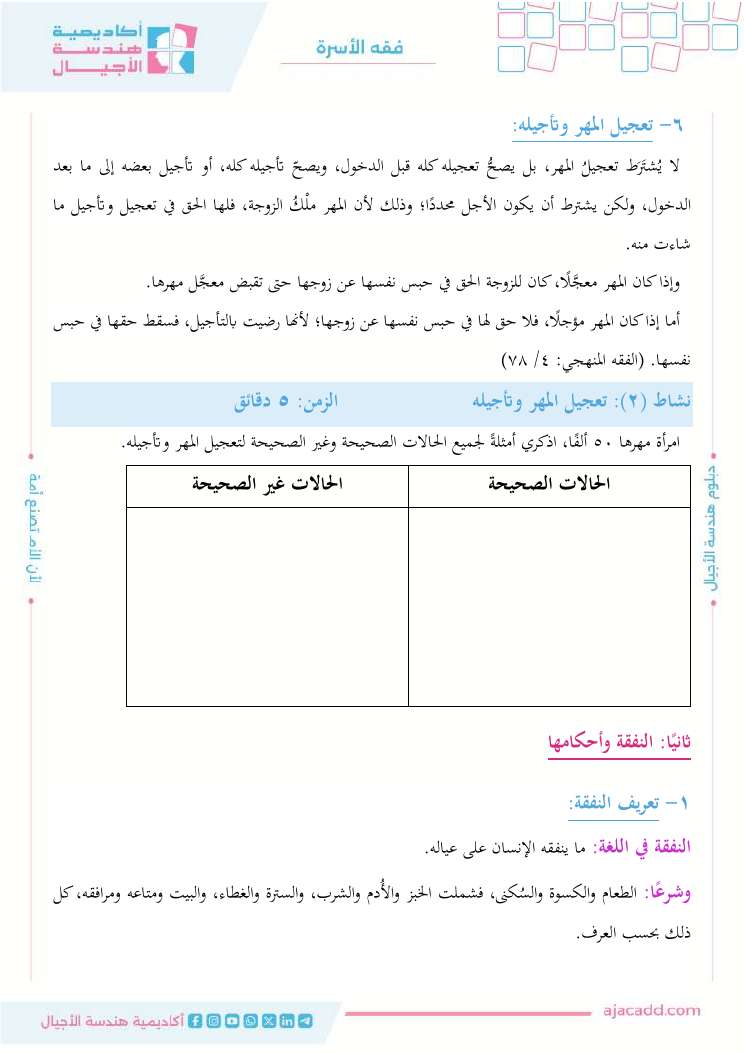 أكاديمية
هندسة
الأجيال
فقه الأسرة
٦- تعجيل المهر وتأجيله:
لا يُشتَرَط تعجيلُ المهر، بل يصحُّ تعجيله كله قبل الدخول، ويصحّ تأجيله كله، أو تأجيل بعضه إلى ما بعد
الدخول، ولكن يشترط أن يكون الأجل محددًا؛ وذلك لأن المهر ملْكُ الزوجة، فلها الحق في تعجيل وتأجيل ما
شاءت منه.
وإذا كان المهر معجَّلًا، كان للزوجة الحق في حبس نفسها عن زوجها حتى تقبض معجَّل مهرها.
أما إذا كان المهر مؤجلًا، فلا حق لها في حبس نفسها عن زوجها؛ لأنها رضيت بالتأجيل، فسقط حقها في حبس
نفسها. (الفقه المنهجي: ٤/ ٧٨)
نشاط (٢): تعجيل المهر وتأجيله الزمن: ٥ دقائق
امرأة مهرها ٥٠ ألفًا، اذكري أمثلةً لجميع الحالات الصحيحة وغير الصحيحة لتعجيل المهر وتأجيله.
الحالات الصحيحة الحالات غير الصحيحة
ثانيًا: النفقة وأحكامها
١- تعريف النفقة:
النفقة في اللغة: ما ينفقه الإنسان على عياله.
وشرعًا: الطعام والكسوة والسُكنى، فشملت الخبز والأُدم والشرب، والسترة والغطاء، والبيت ومتاعه ومرافقه، كل
ذلك بحسب العرف.
دبلوم هندسة الأجيال
لأن الأم تصنع أمة
أكاديمية هندسة الأجيال
ajacadd.com